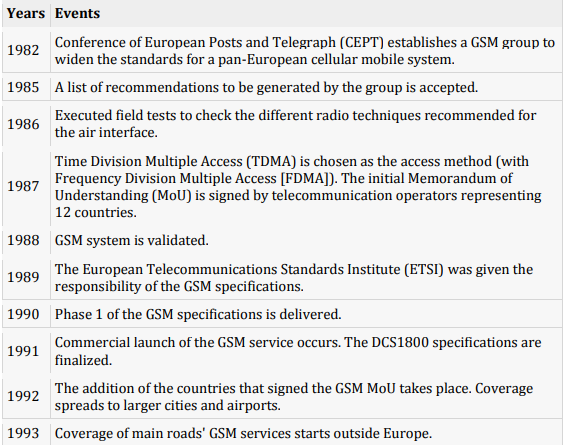 Years Events
1982 Conference of European Posts and Telegraph (CEPT) establishes a GSM group to
widen the standards for a pan-European cellular mobile system.
1985 A list of recommendations to be generated by the group is accepted.
1986 Executed field tests to check the different radio techniques recommended for
the air interface.
1987 Time Division Multiple Access (TDMA) is chosen as the access method (with
Frequency Division Multiple Access [FDMA]). The initial Memorandum of
Understanding (MoU) is signed by telecommunication operators representing
12 countries.
1988 GSM system is validated.
1989 The European Telecommunications Standards Institute (ETSI) was given the
responsibility of the GSM specifications.
1990 Phase 1 of the GSM specifications is delivered.
1991 Commercial launch of the GSM service occurs. The DCS1800 specifications are
finalized.
1992 The addition of the countries that signed the GSM MoU takes place. Coverage
spreads to larger cities and airports.
1993 Coverage of main roads' GSM services starts outside Europe.